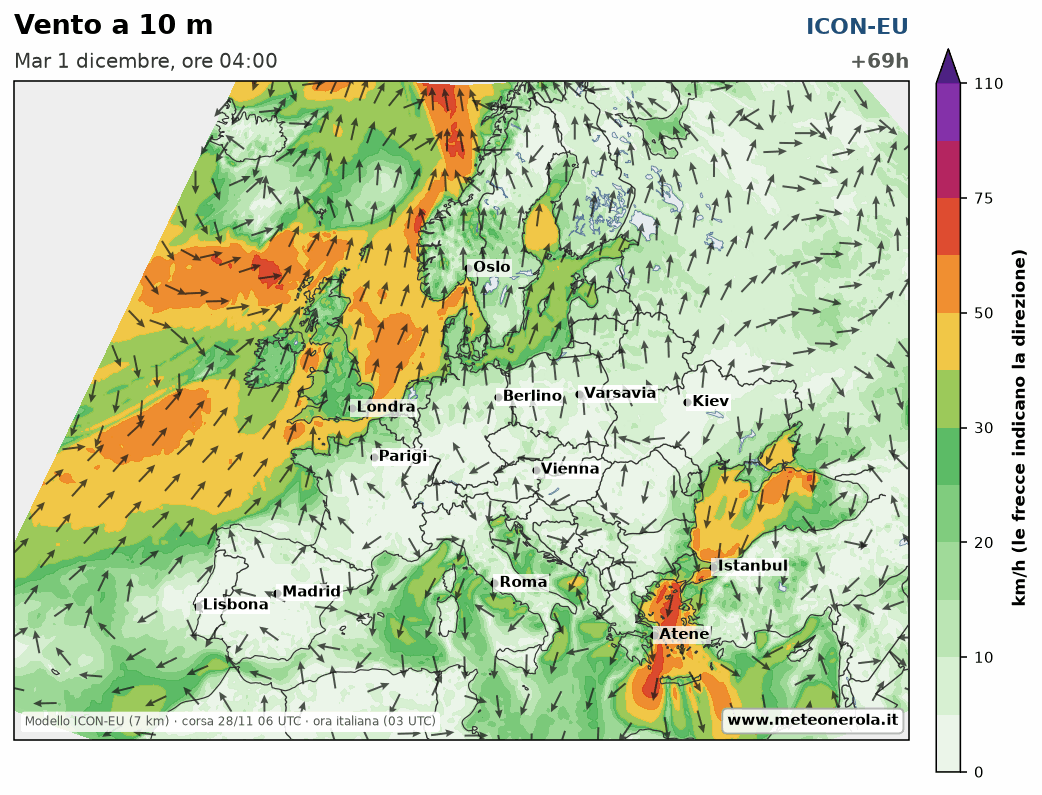 Vento a 10 m
ICON-EU
Mar 1 dicembre, ore 04:00
+69h
110
75
50
30
20
10
0
km/h (le frecce indicano la direzione)
Oslo
Londra
Berlino
Varsavia
Kiev
Parigi
Vienna
Istanbul
Roma
Madrid
Lisbona
Atene
Modello ICON-EU (7 km) · corsa 28/11 06 UTC · ora italiana (03 UTC)
www.meteonerola.it